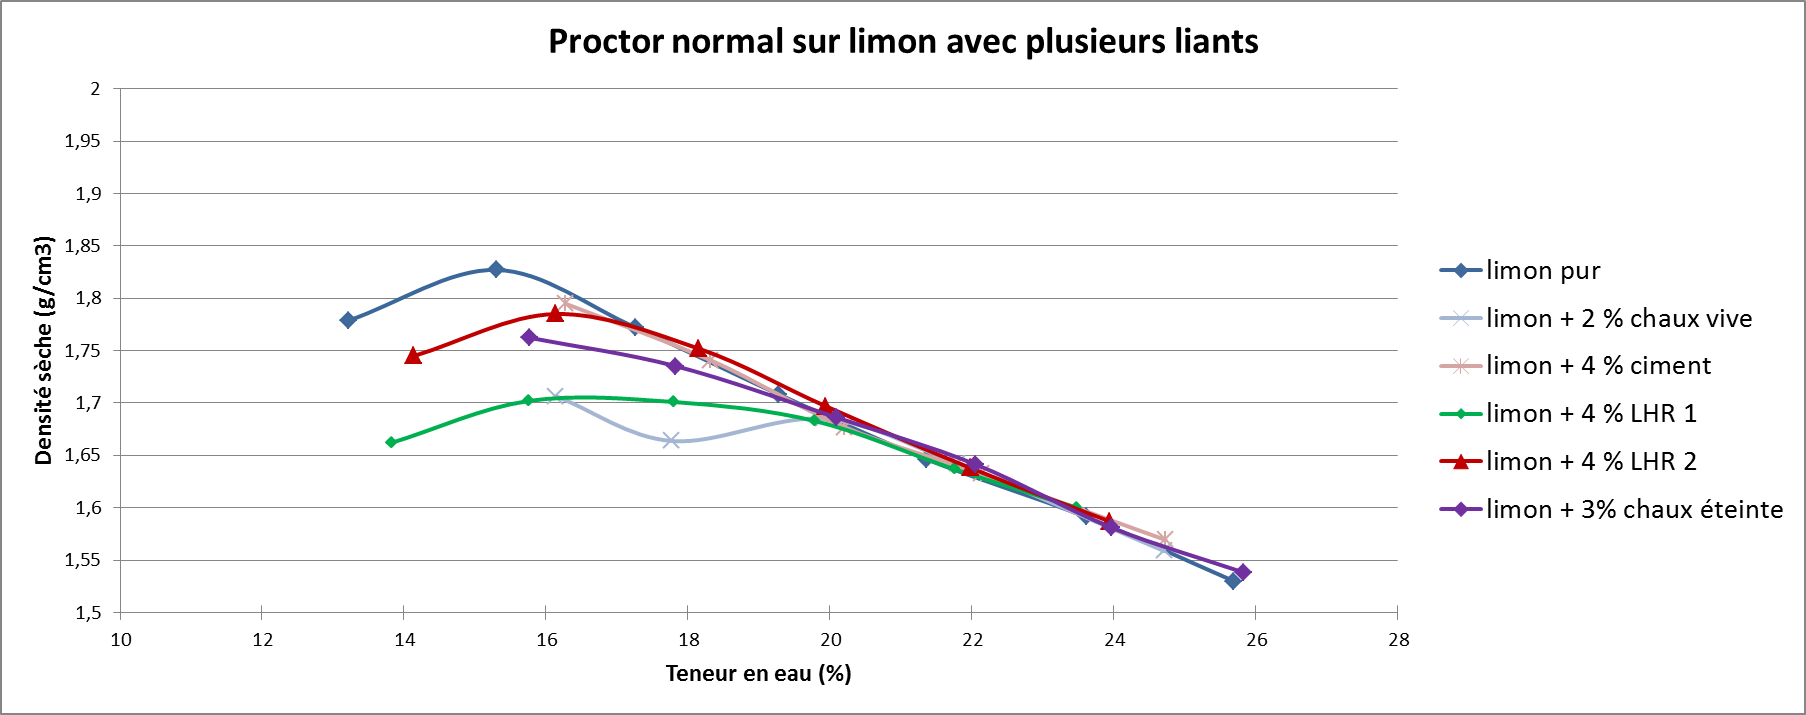 Proctor normal sur limon avec plusieurs liants
Densité sèche (g/cm3)
2
1,95
1,9
1,85
1,8
1,75
1,7
1,65
1,6
1,55
1,5
10 12 14 16 18 20 22 24 26 28
Teneur en eau (%)
limon pur
limon + 2 % chaux vive
limon + 4 % ciment
limon + 4 % LHR 1
limon + 4 % LHR 2
limon + 3% chaux éteinte